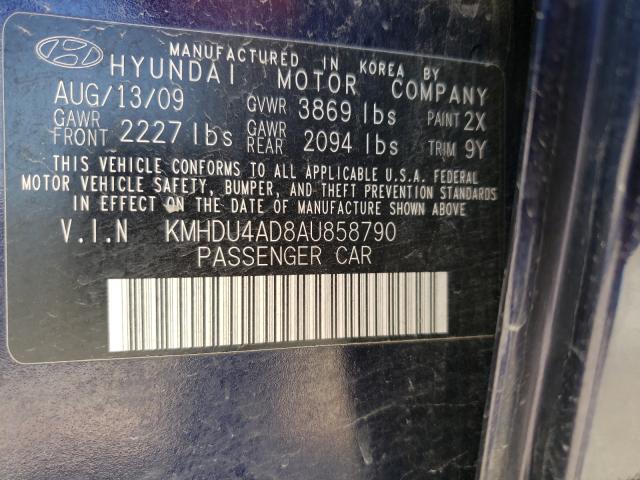 MANUFACTURED IN KOREA BY
HYUNDAI MOTOR COMPANY
AUG/13/09 GVWR 3869 lbs PAINT 2X
GAWR FRONT 2227 lbs GAWR REAR 2094 lbs TRIM 9Y
THIS VEHICLE CONFORMS TO ALL APPLICABLE U.S.A. FEDERAL
MOTOR VEHICLE SAFETY, BUMPER, AND THEFT PREVENTION STANDARDS
IN EFFECT ON THE DATE OF MANUFACTURE SHOWN ABOVE
V.I.N KMHDU4AD8AU858790
PASSENGER CAR